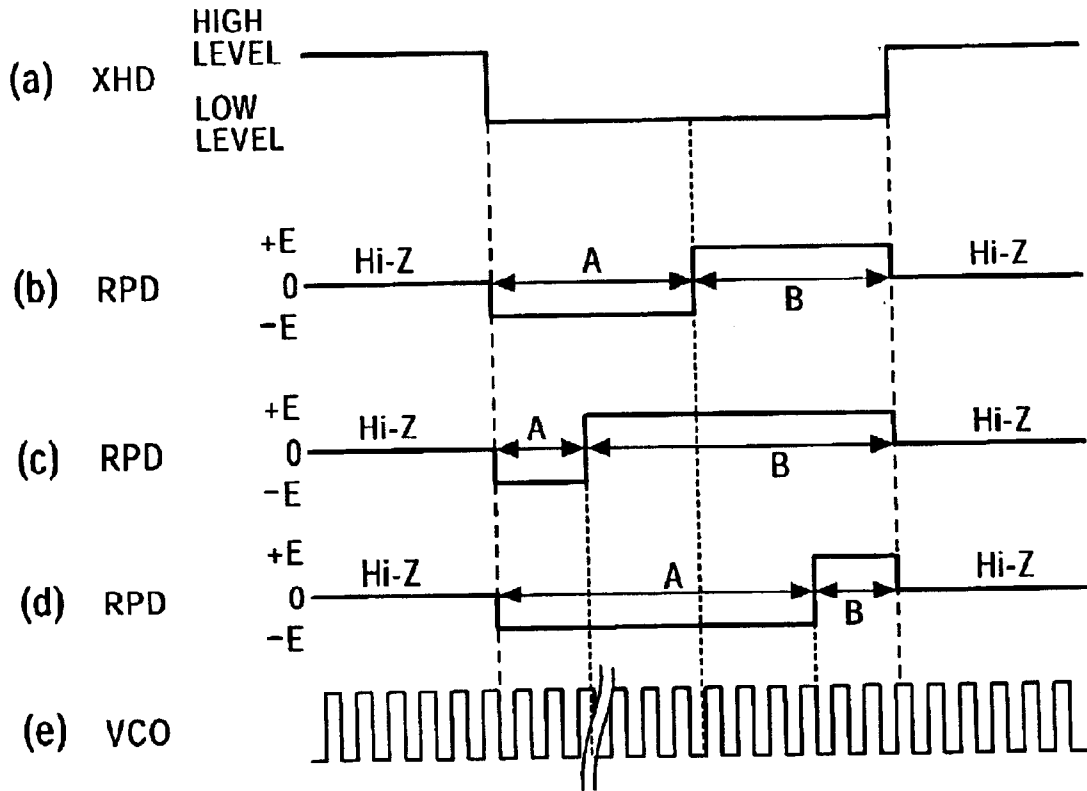 HIGH
LEVEL
(a) XHD
LOW
LEVEL
+E
Hi-Z A Hi-Z
(b) RPD 0
B
−E
+E
Hi-Z A Hi-Z
(c) RPD 0
B
−E
+E
Hi-Z A Hi-Z
(d) RPD 0
B
−E
(e) VCO